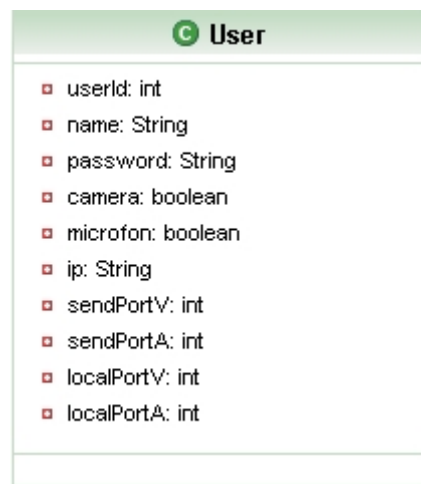 C User
userId: int
name: String
password: String
camera: boolean
microfon: boolean
ip: String
sendPortV: int
sendPortA: int
localPortV: int
localPortA: int